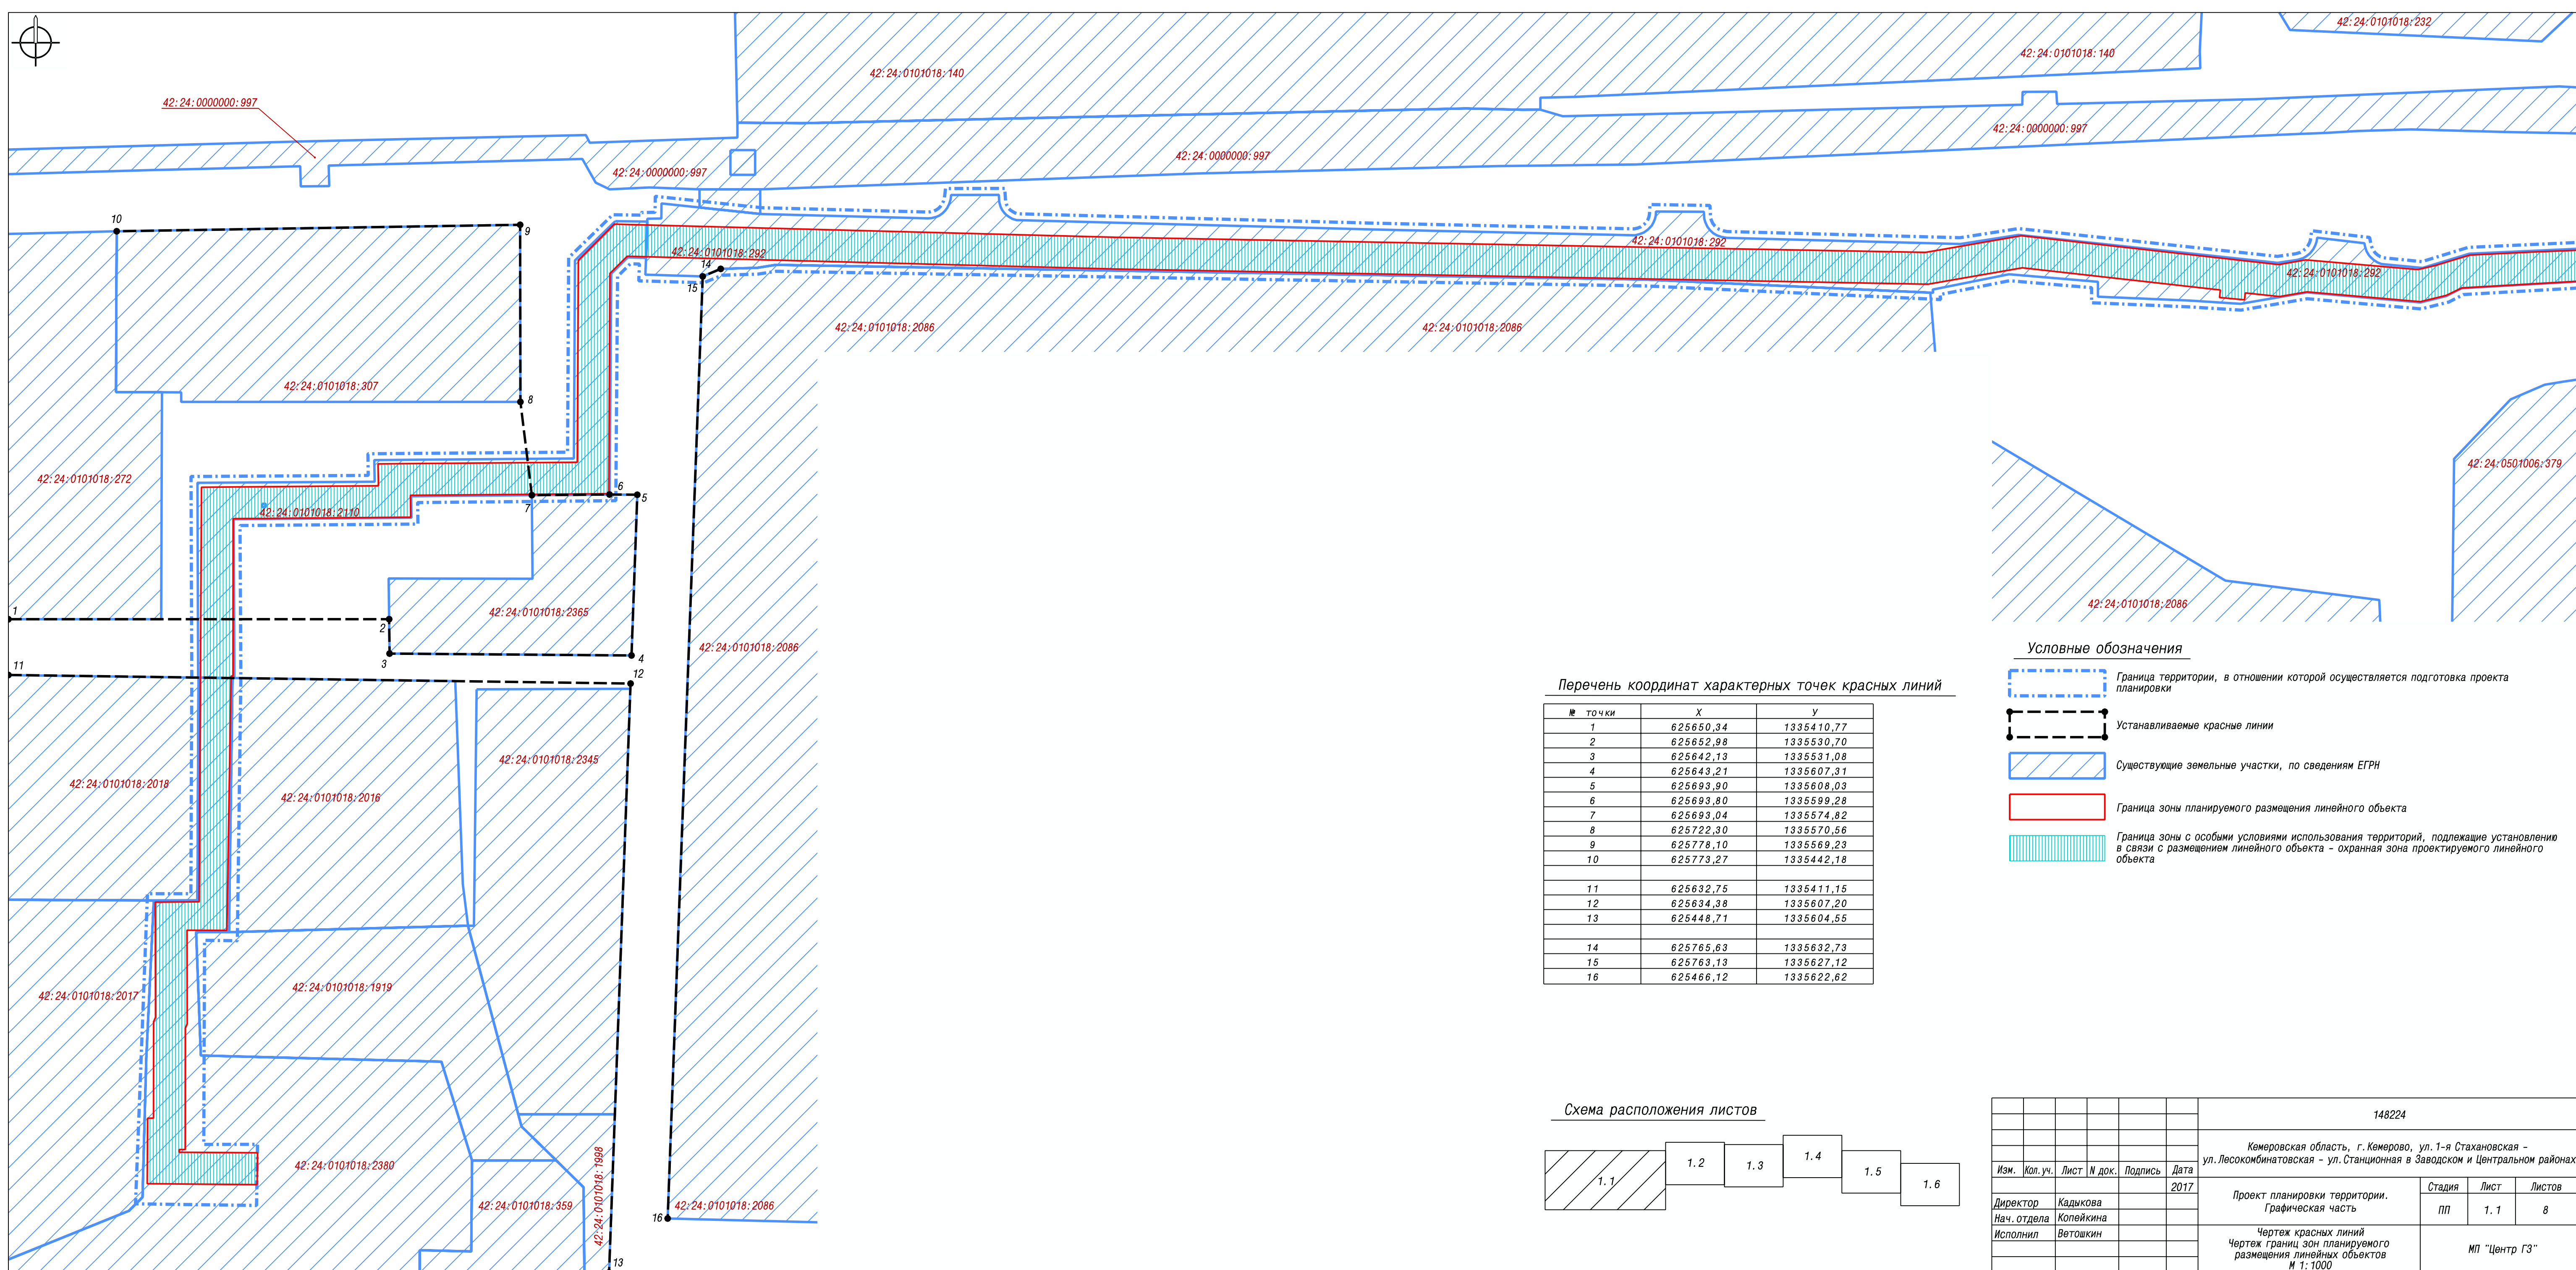 42:24:0101018:232
42:24:0101018:140
42:24:0101018:140
42:24:0000000:997
42:24:0000000:997
42:24:0000000:997
42:24:0000000:997
10
9
14
15
42:24:0101018:292
42:24:0101018:292
42:24:0101018:292
42:24:0101018:2086
42:24:0101018:2086
42:24:0101018:307
8
42:24:0101018:272
42:24:0101018:2110
7
6
5
42:24:0501006:379
1
2
42:24:0101018:2365
42:24:0101018:2086
3
4
42:24:0101018:2086
11
12
42:24:0101018:2018
42:24:0101018:2016
42:24:0101018:2345
42:24:0101018:2017
42:24:0101018:1919
42:24:0101018:2380
42:24:0101018:359
42:24:0101018:1998
16
42:24:0101018:2086
13
Перечень координат характерных точек красных линий
№ точки X У
1 625650,34 1335410,77
2 625652,98 1335530,70
3 625642,13 1335531,08
4 625643,21 1335607,31
5 625693,90 1335608,03
6 625693,80 1335599,28
7 625693,04 1335574,82
8 625722,30 1335570,56
9 625778,10 1335569,23
10 625773,27 1335442,18
11 625632,75 1335411,15
12 625634,38 1335607,20
13 625448,71 1335604,55
14 625765,63 1335632,73
15 625763,13 1335627,12
16 625466,12 1335622,62
Условные обозначения
Граница территории, в отношении которой осуществляется подготовка проекта
планировки
Устанавливаемые красные линии
Существующие земельные участки, по сведениям ЕГРН
Граница зоны планируемого размещения линейного объекта
Граница зоны с особыми условиями использования территорий, подлежащие установлению
в связи с размещением линейного объекта - охранная зона проектируемого линейного
объекта
Схема расположения листов
1.1
1.2
1.3
1.4
1.5
1.6
148224
Кемеровская область, г.Кемерово, ул.1-я Стахановская -
ул.Лесокомбинатовская - ул.Станционная в Заводском и Центральном районах
Изм. Кол.уч. Лист N док. Подпись Дата
2017
Директор Кадыкова
Нач.отдела Копейкина
Исполнил Ветошкин
Проект планировки территории.
Графическая часть
Стадия Лист Листов
ПП 1.1 8
Чертеж красных линий
Чертеж границ зон планируемого
размещения линейных объектов
М 1:1000
МП "Центр ГЗ"